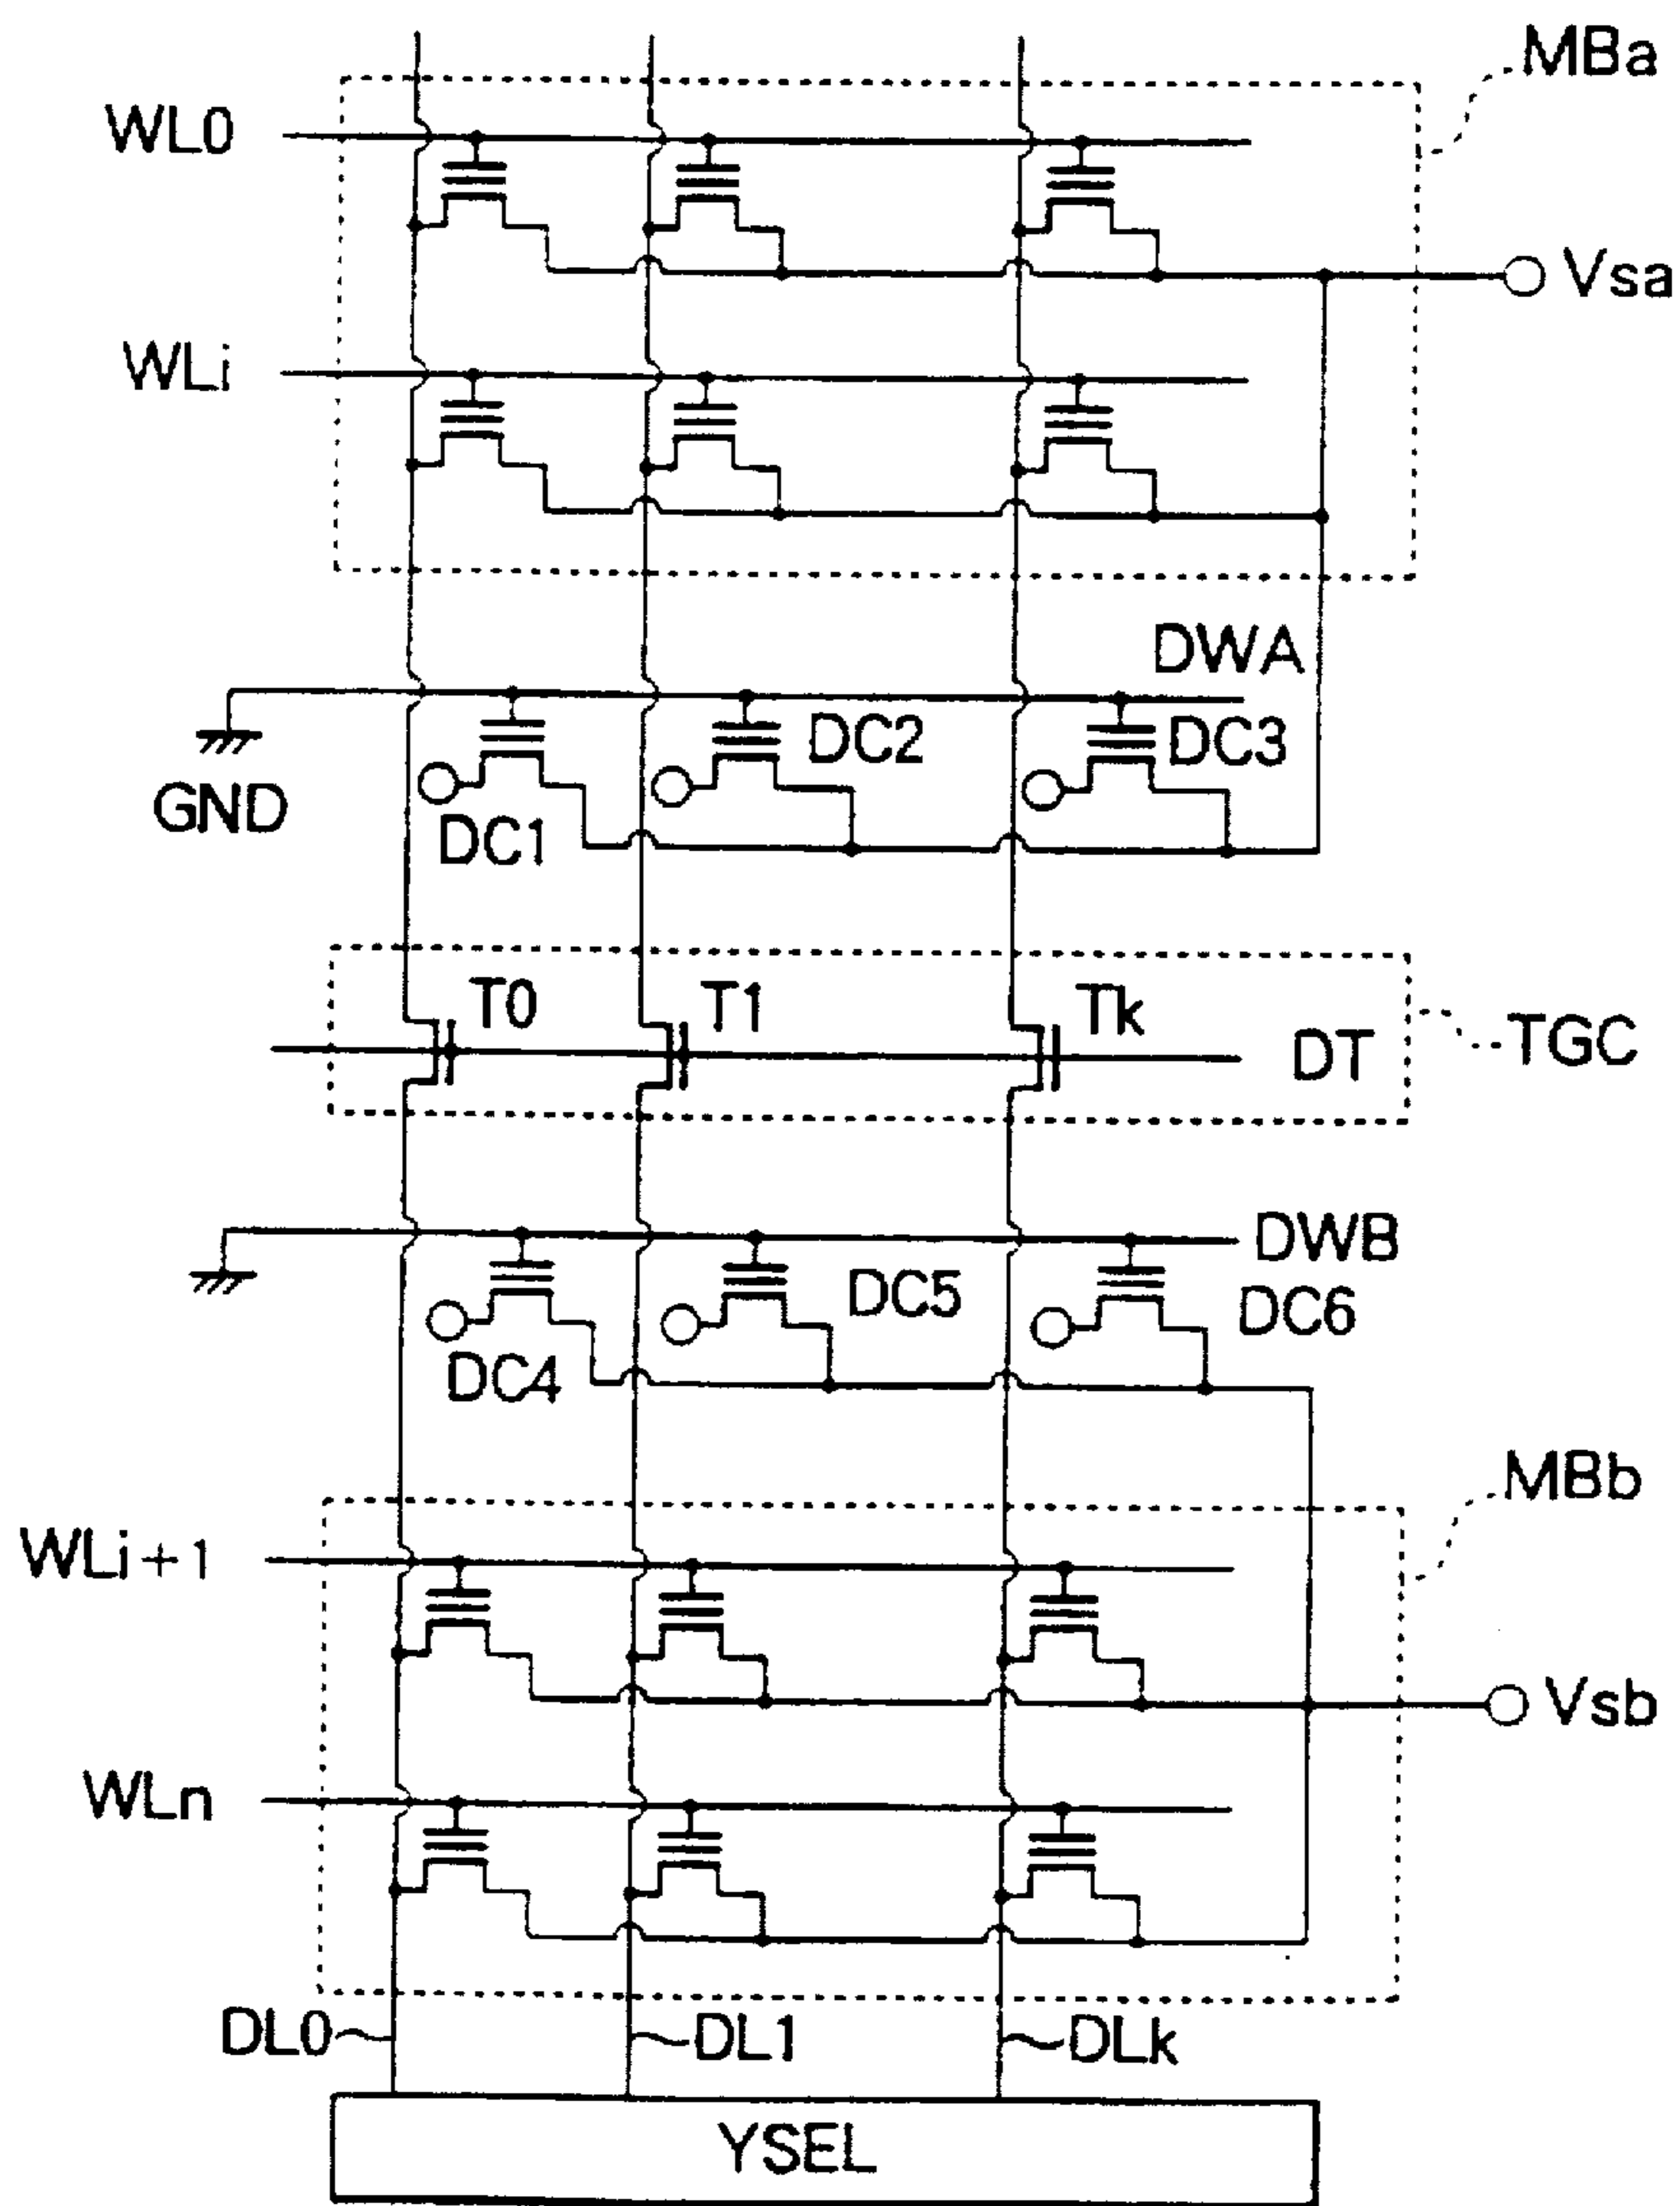 MBa
WL0
Vsa
WLi
DWA
DC2
DC3
GND
DC1
T0
T1
Tk
DT
TGC
DWB
DC5
DC6
DC4
MBb
WLi+1
Vsb
WLn
DL0
DL1
DLk
YSEL